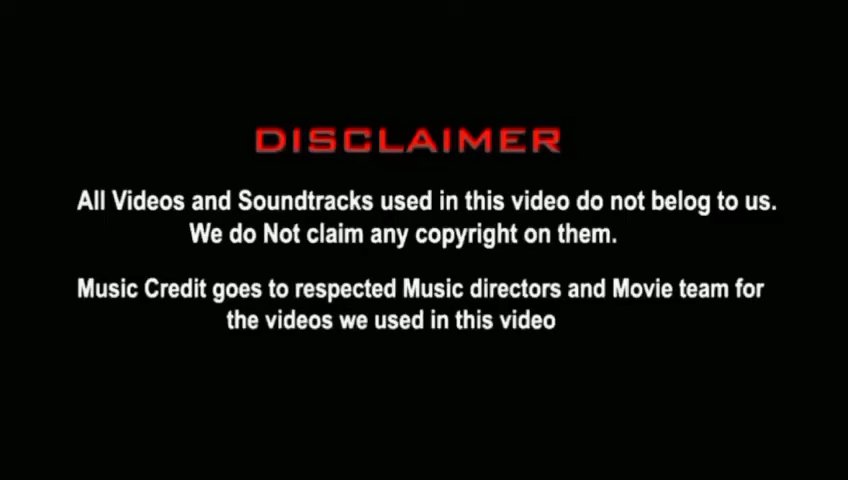 DISCLAIMER
All Videos and Soundtracks used in this video do not belog to us.
We do Not claim any copyright on them.
Music Credit goes to respected Music directors and Movie team for
the videos we used in this video